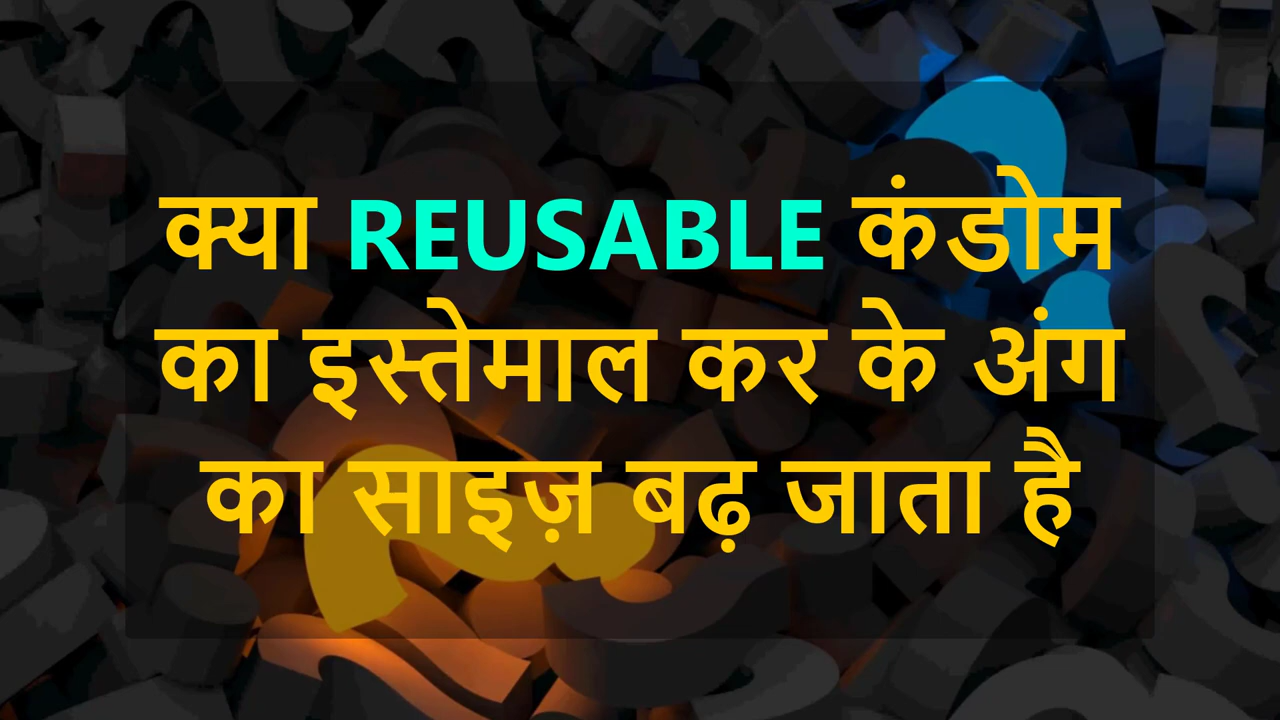 क्या REUSABLE कंडोम
का इस्तेमाल कर के अंग
का साइज़ बढ़ जाता है